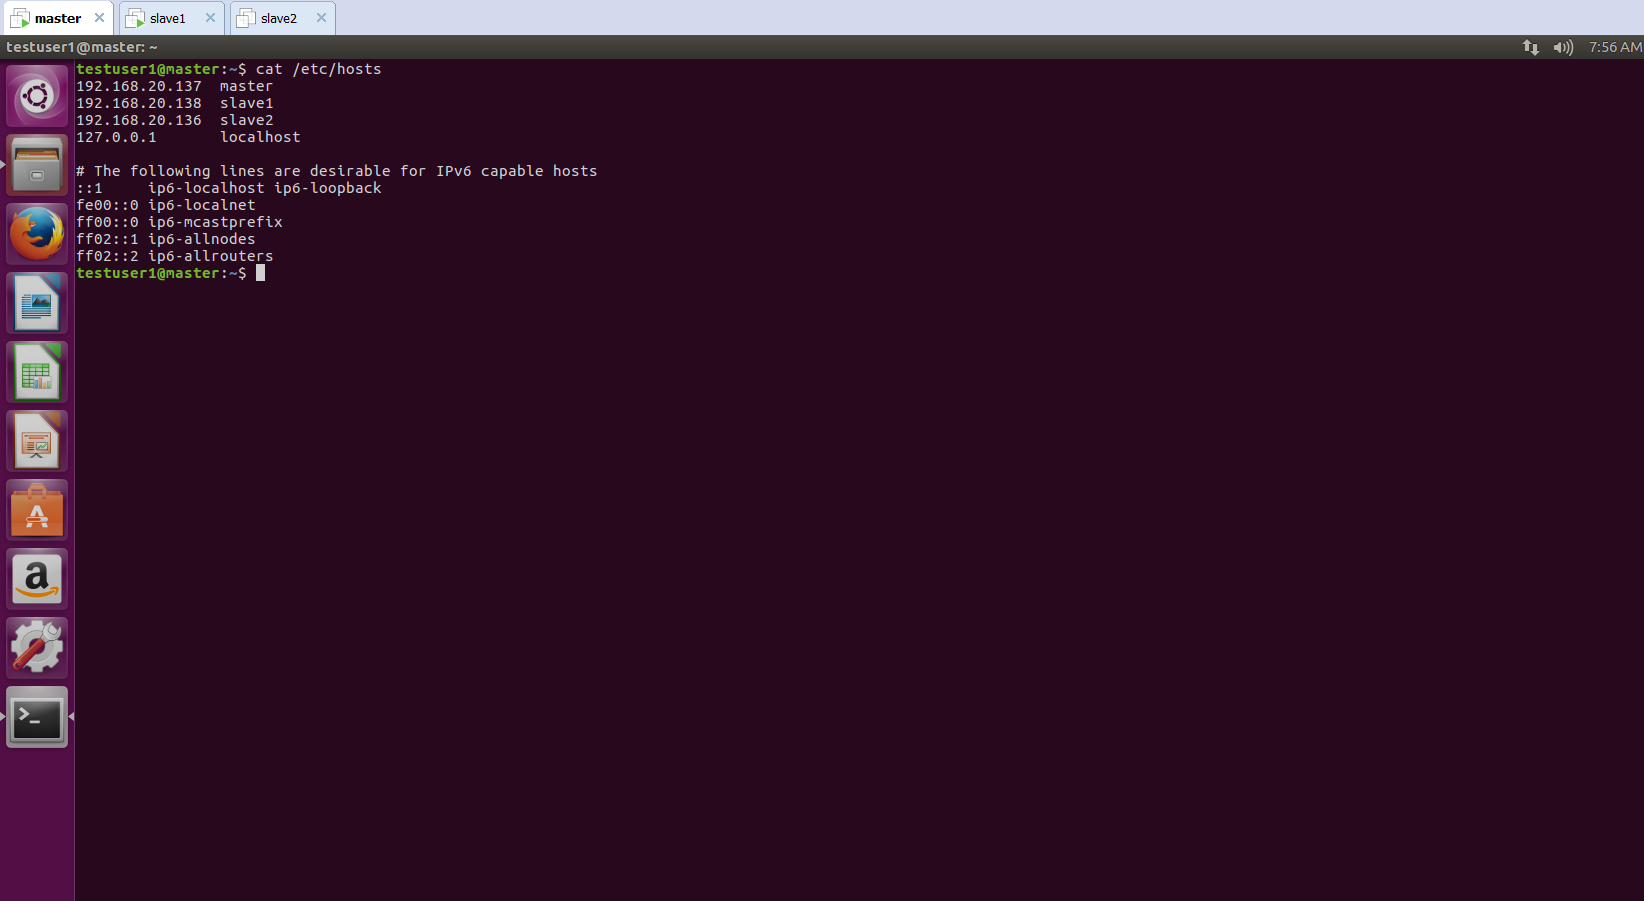 master slave1 slave2
testuser1@master: ~ 7:56 AM
testuser1@master:~$ cat /etc/hosts
192.168.20.137  master
192.168.20.138  slave1
192.168.20.136  slave2
127.0.0.1       localhost
# The following lines are desirable for IPv6 capable hosts
::1     ip6-localhost ip6-loopback
fe00::0 ip6-localnet
ff00::0 ip6-mcastprefix
ff02::1 ip6-allnodes
ff02::2 ip6-allrouters
testuser1@master:~$